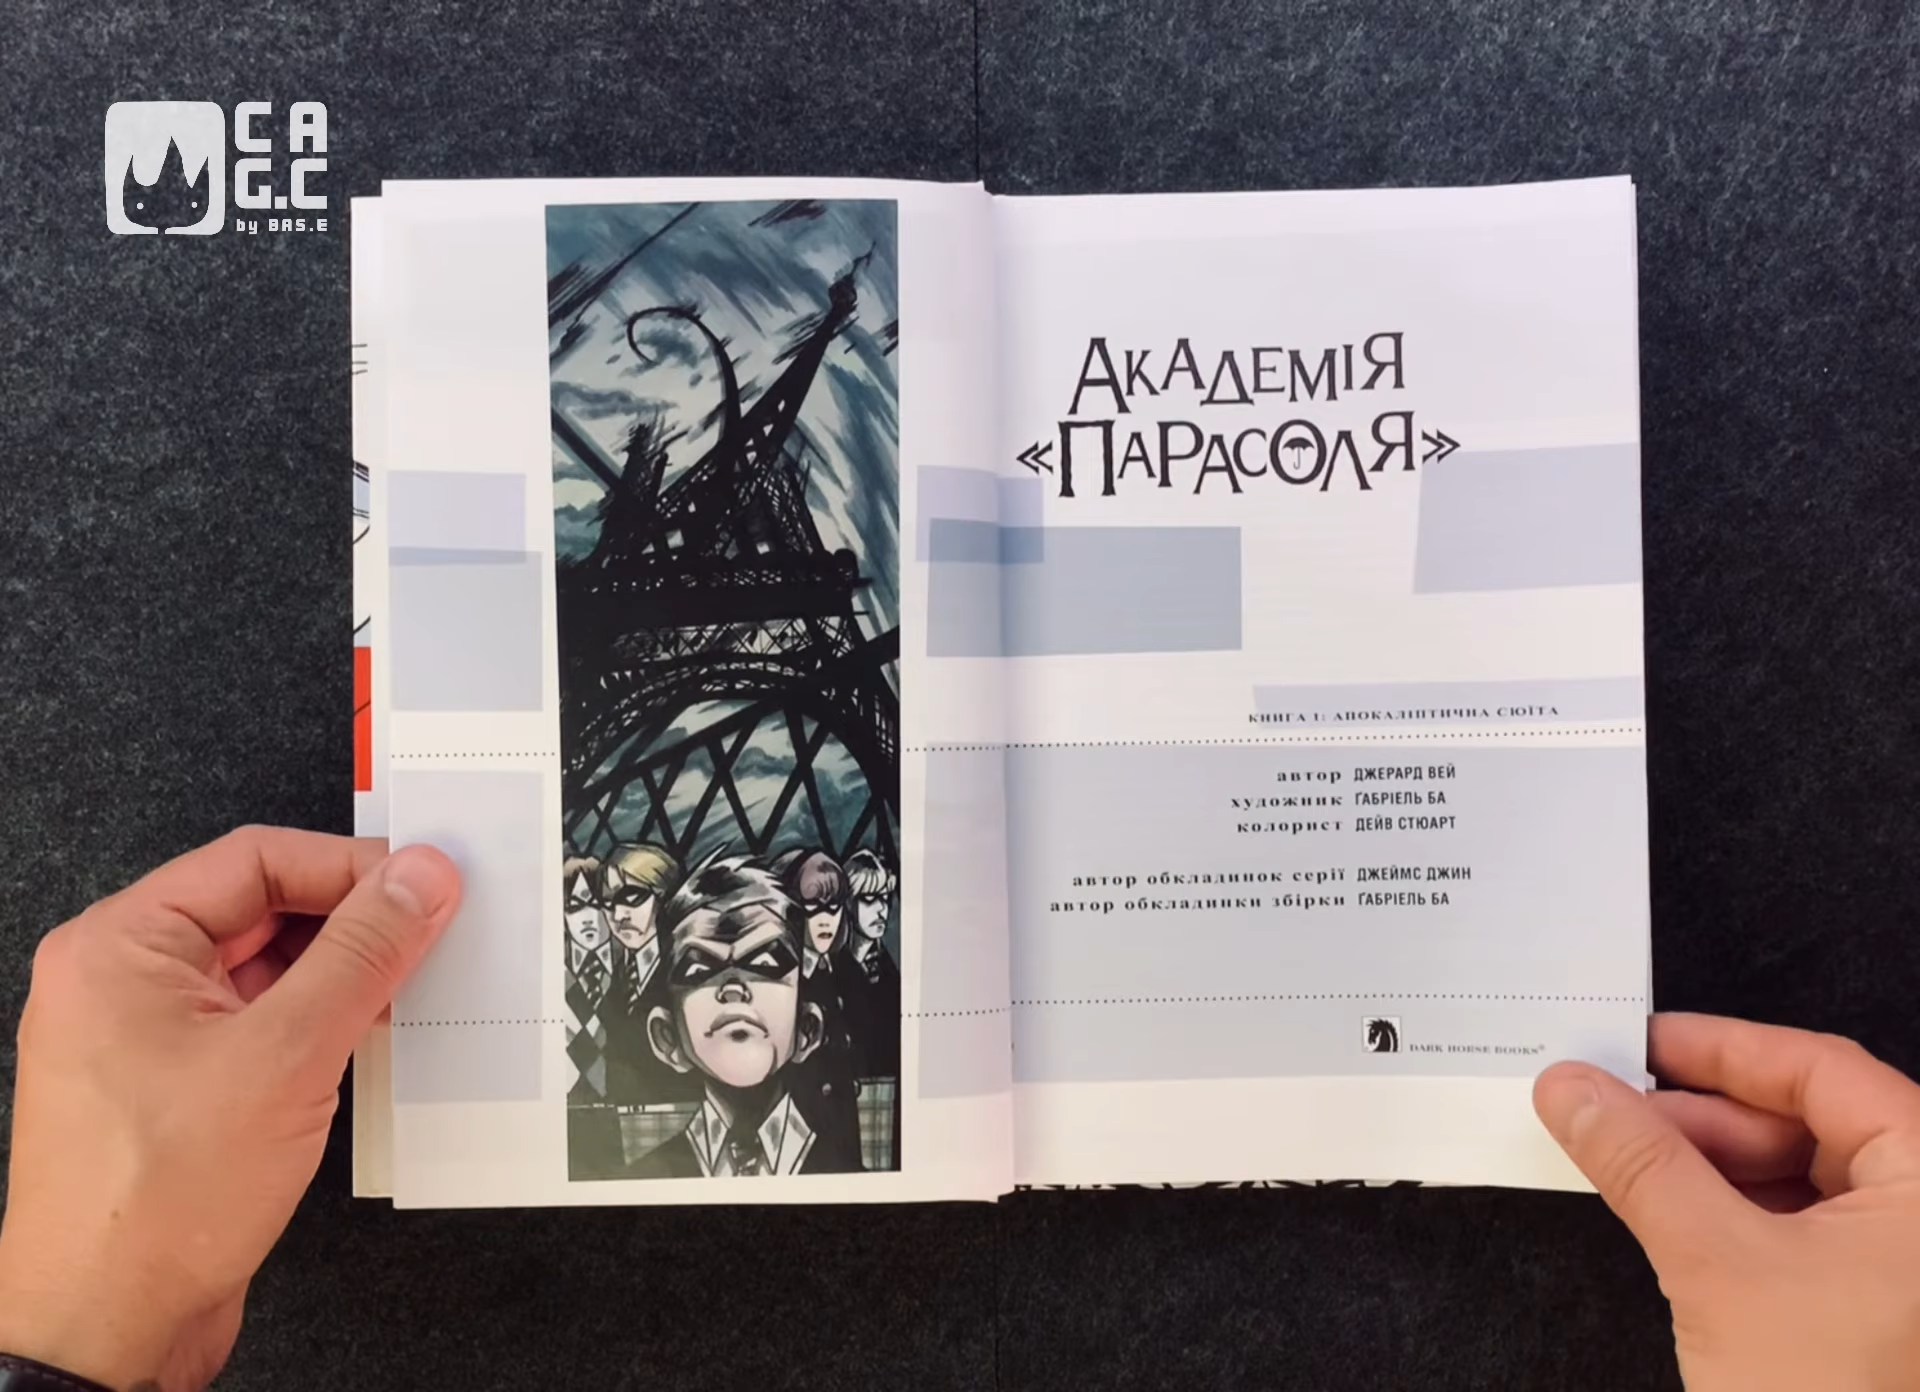 CA
G.C
by BAS.E
АКАДЕМІЯ
«ПАРАСОЛЯ»
КНИГА 1: АПОКАЛІПТИЧНА СЮЇТА
автор ДЖЕРАРД ВЕЙ
художник ҐАБРІЕЛЬ БА
колорист ДЕЙВ СТЮАРТ
автор обкладинок серії ДЖЕЙМС ДЖИН
автор обкладинки збірки ҐАБРІЕЛЬ БА
DARK HORSE BOOKS®